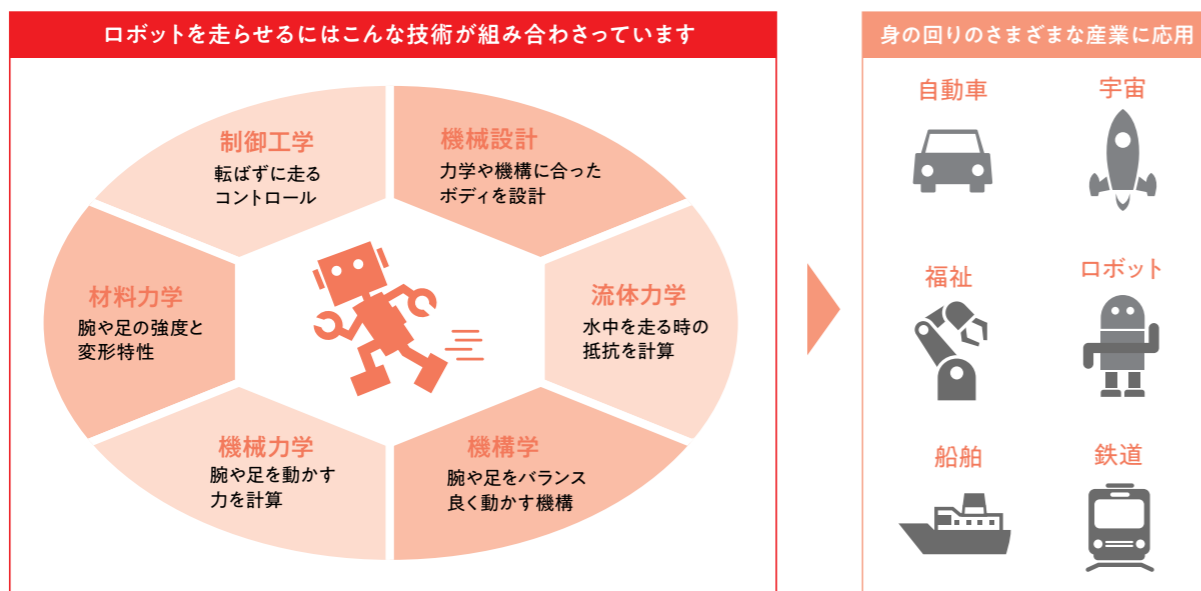 ロボットを走らせるにはこんな技術が組み合わさっています
制御工学
転ばずに走る
コントロール
機械設計
力学や機構に合った
ボディを設計
材料力学
腕や足の強度と
変形特性
流体力学
水中を走る時の
抵抗を計算
機械力学
腕や足を動かす
力を計算
機構学
腕や足をバランス
良く動かす機構
身の回りのさまざまな産業に応用
自動車
宇宙
福祉
ロボット
船舶
鉄道